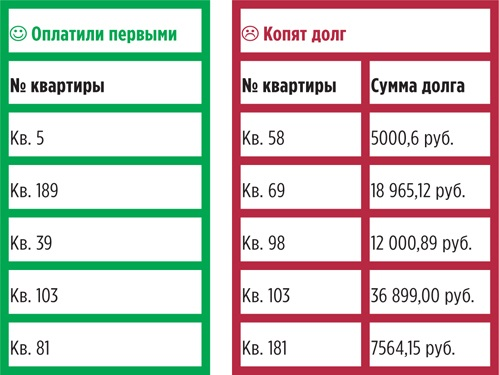 ☺ Оплатили первыми
№ квартиры
Кв. 5
Кв. 189
Кв. 39
Кв. 103
Кв. 81
☹ Копят долг
№ квартиры Сумма долга
Кв. 58 5000,6 руб.
Кв. 69 18 965,12 руб.
Кв. 98 12 000,89 руб.
Кв. 103 36 899,00 руб.
Кв. 181 7564,15 руб.